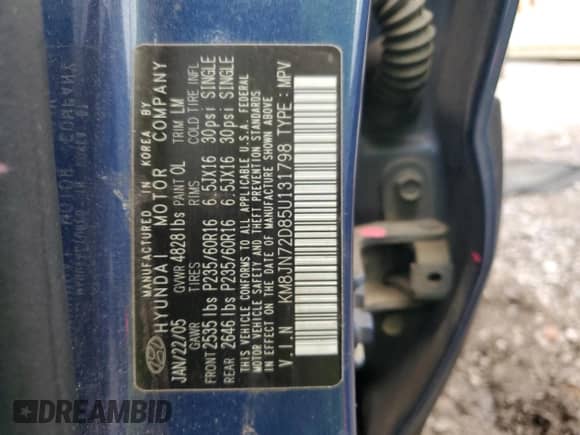 MANUFACTURED IN KOREA BY
HYUNDAI MOTOR COMPANY
JAN/22/05 GVWR 4828lbs PAINT OL TRIM LM
GAWR TIRES RIMS COLD TIRE INFL
FRONT 2535 lbs P235/60R16 6.5JX16 30psi SINGLE
REAR 2646 lbs P235/60R16 6.5JX16 30psi SINGLE
THIS VEHICLE CONFORMS TO ALL APPLICABLE U.S.A. FEDERAL
MOTOR VEHICLE SAFETY AND THEFT PREVENTION STANDARDS
IN EFFECT ON THE DATE OF MANUFACTURE SHOWN ABOVE
V.I.N KM8JN72D85U131798 TYPE : MPV
DREAMBID